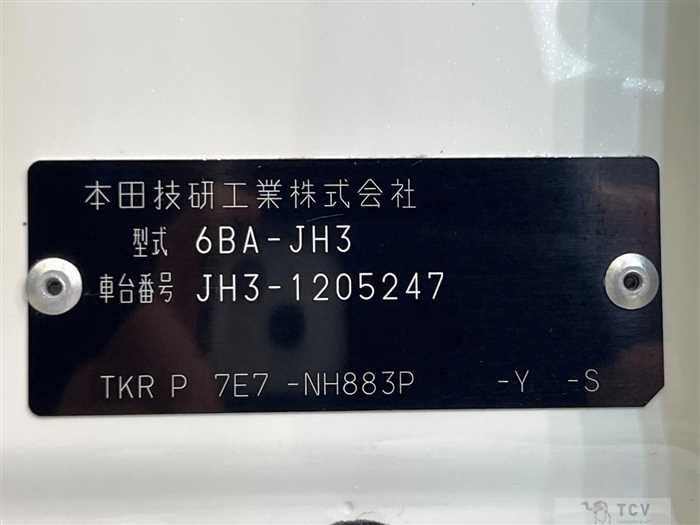 本田技研工業株式会社
型式 6BA-JH3
車台番号 JH3-1205247
TKR P 7E7 -NH883P -Y -S
TCV